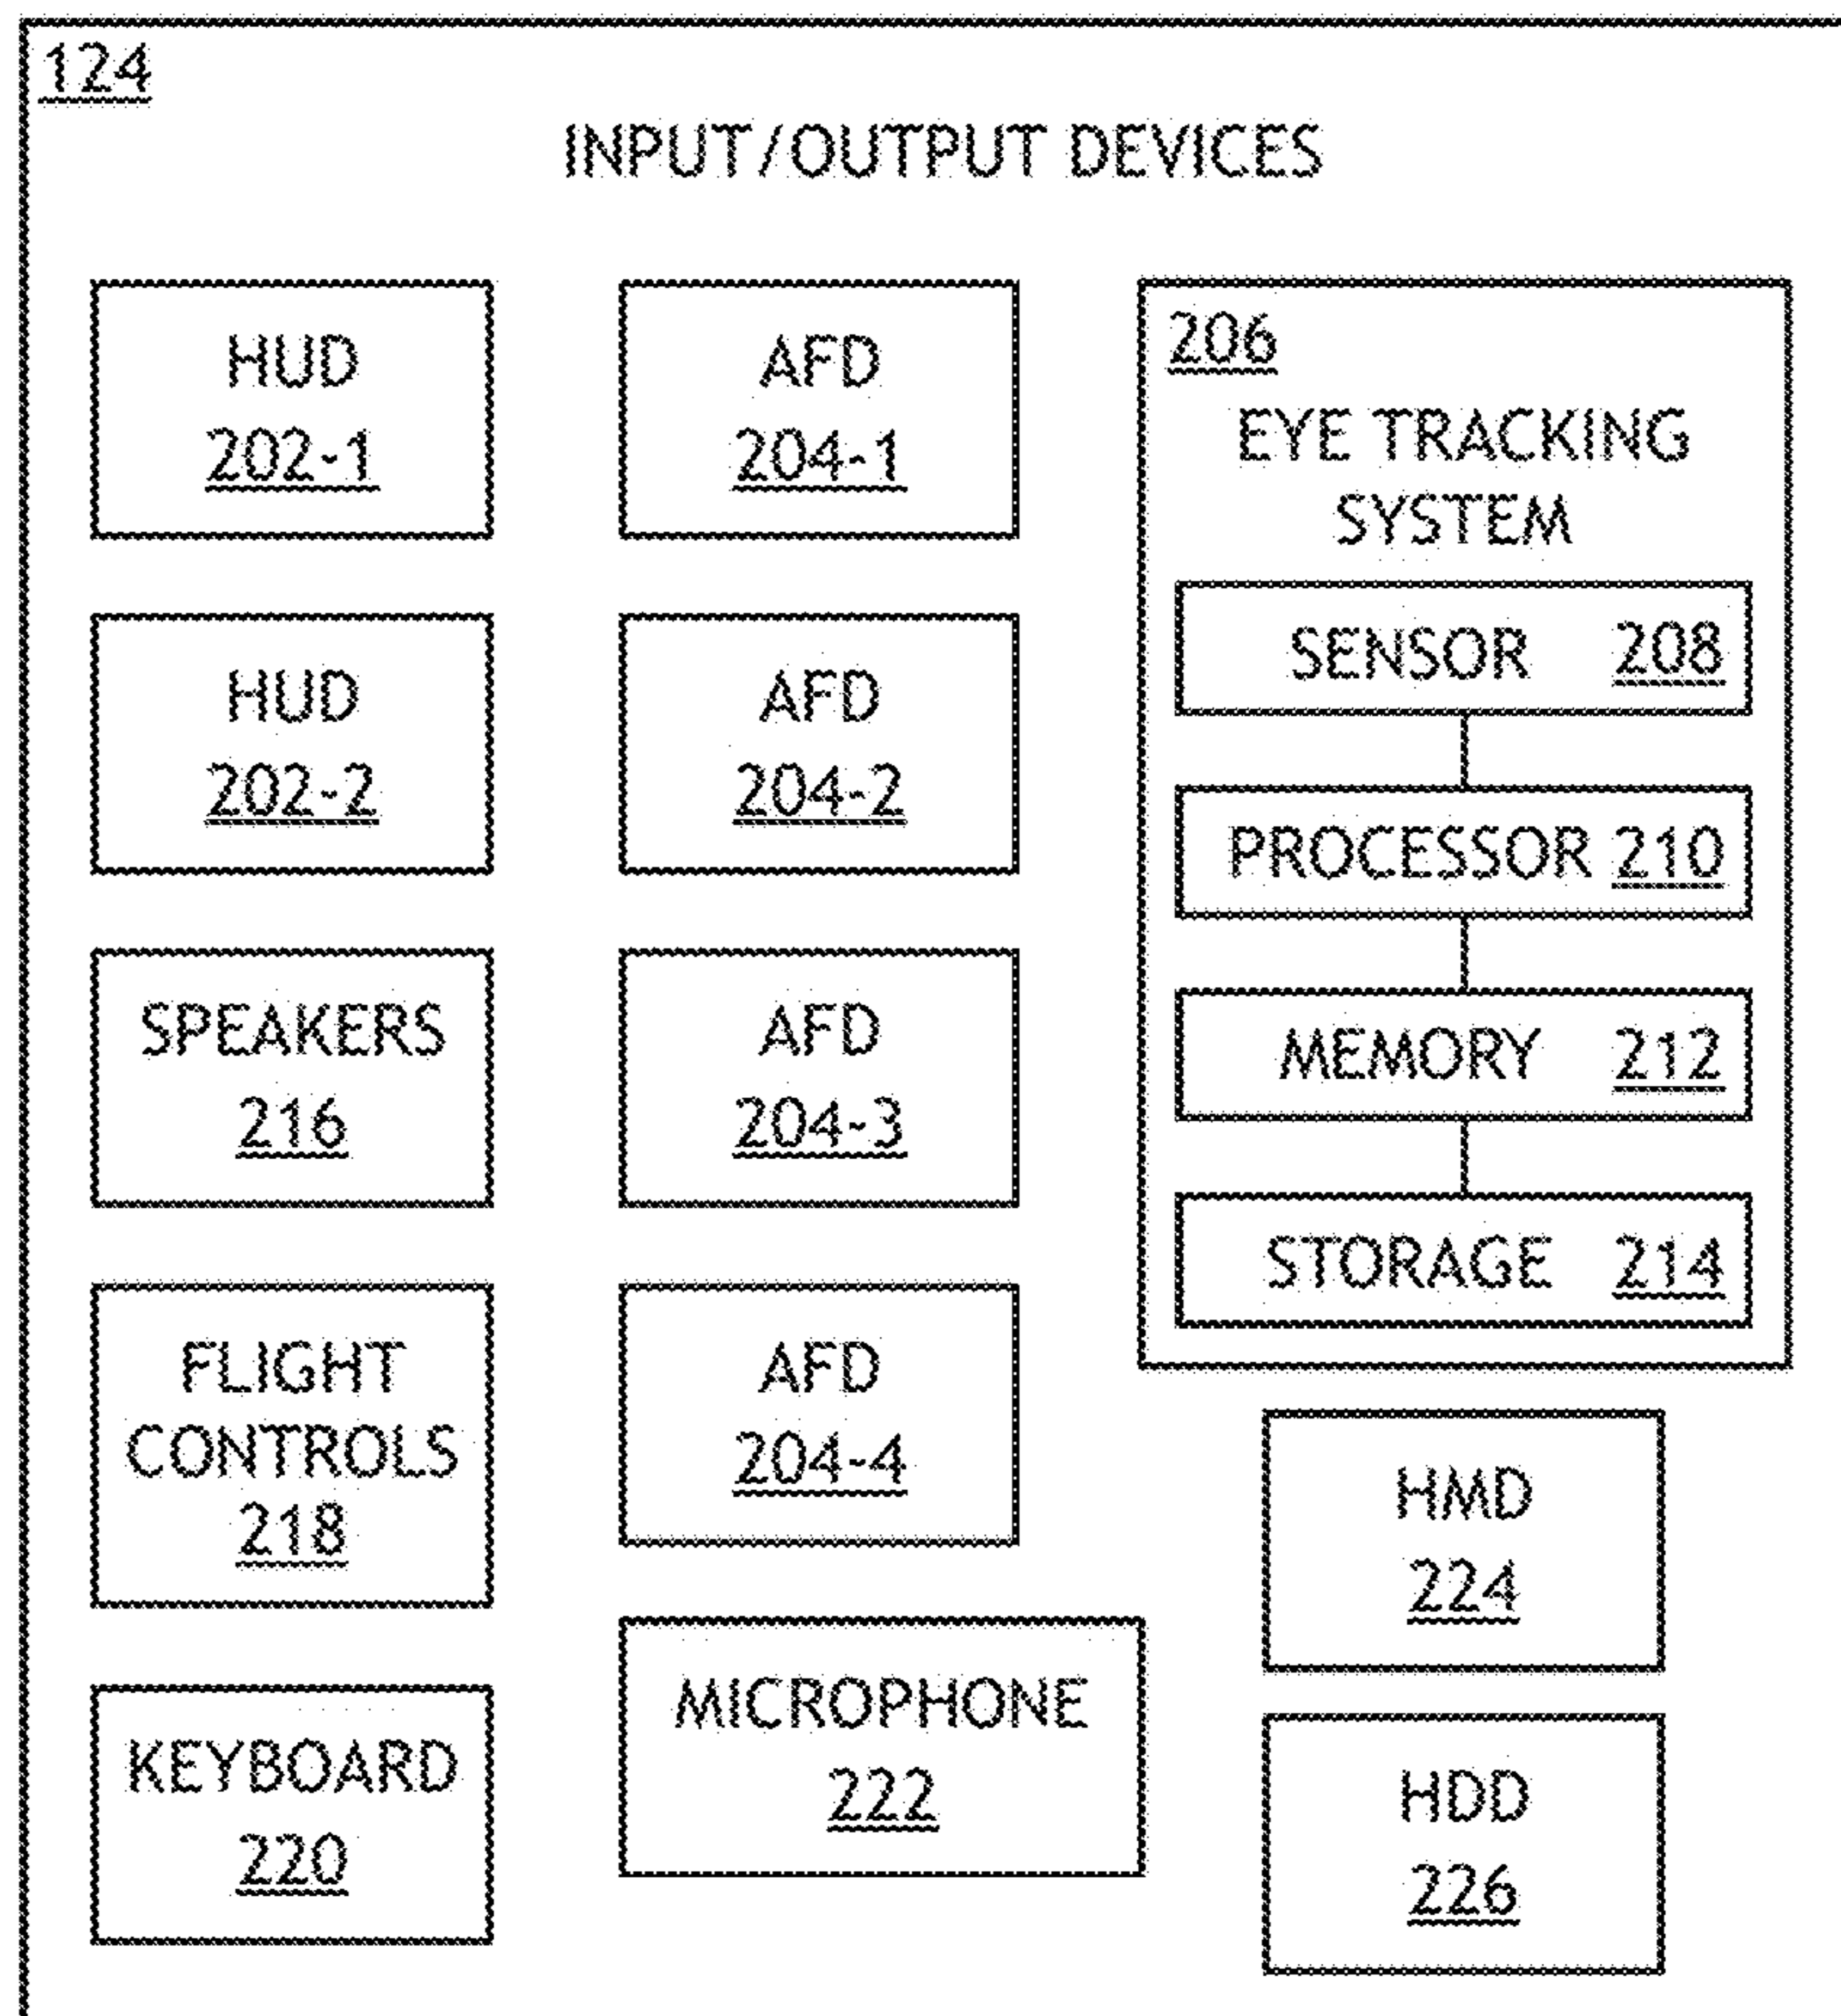 124
INPUT/OUTPUT DEVICES
HUD
202-1
HUD
202-2
SPEAKERS
216
FLIGHT
CONTROLS
218
KEYBOARD
220
AFD
204-1
AFD
204-2
AFD
204-3
AFD
204-4
MICROPHONE
222
206
EYE TRACKING
SYSTEM
SENSOR 208
PROCESSOR 210
MEMORY 212
STORAGE 214
HMD
224
HDD
226